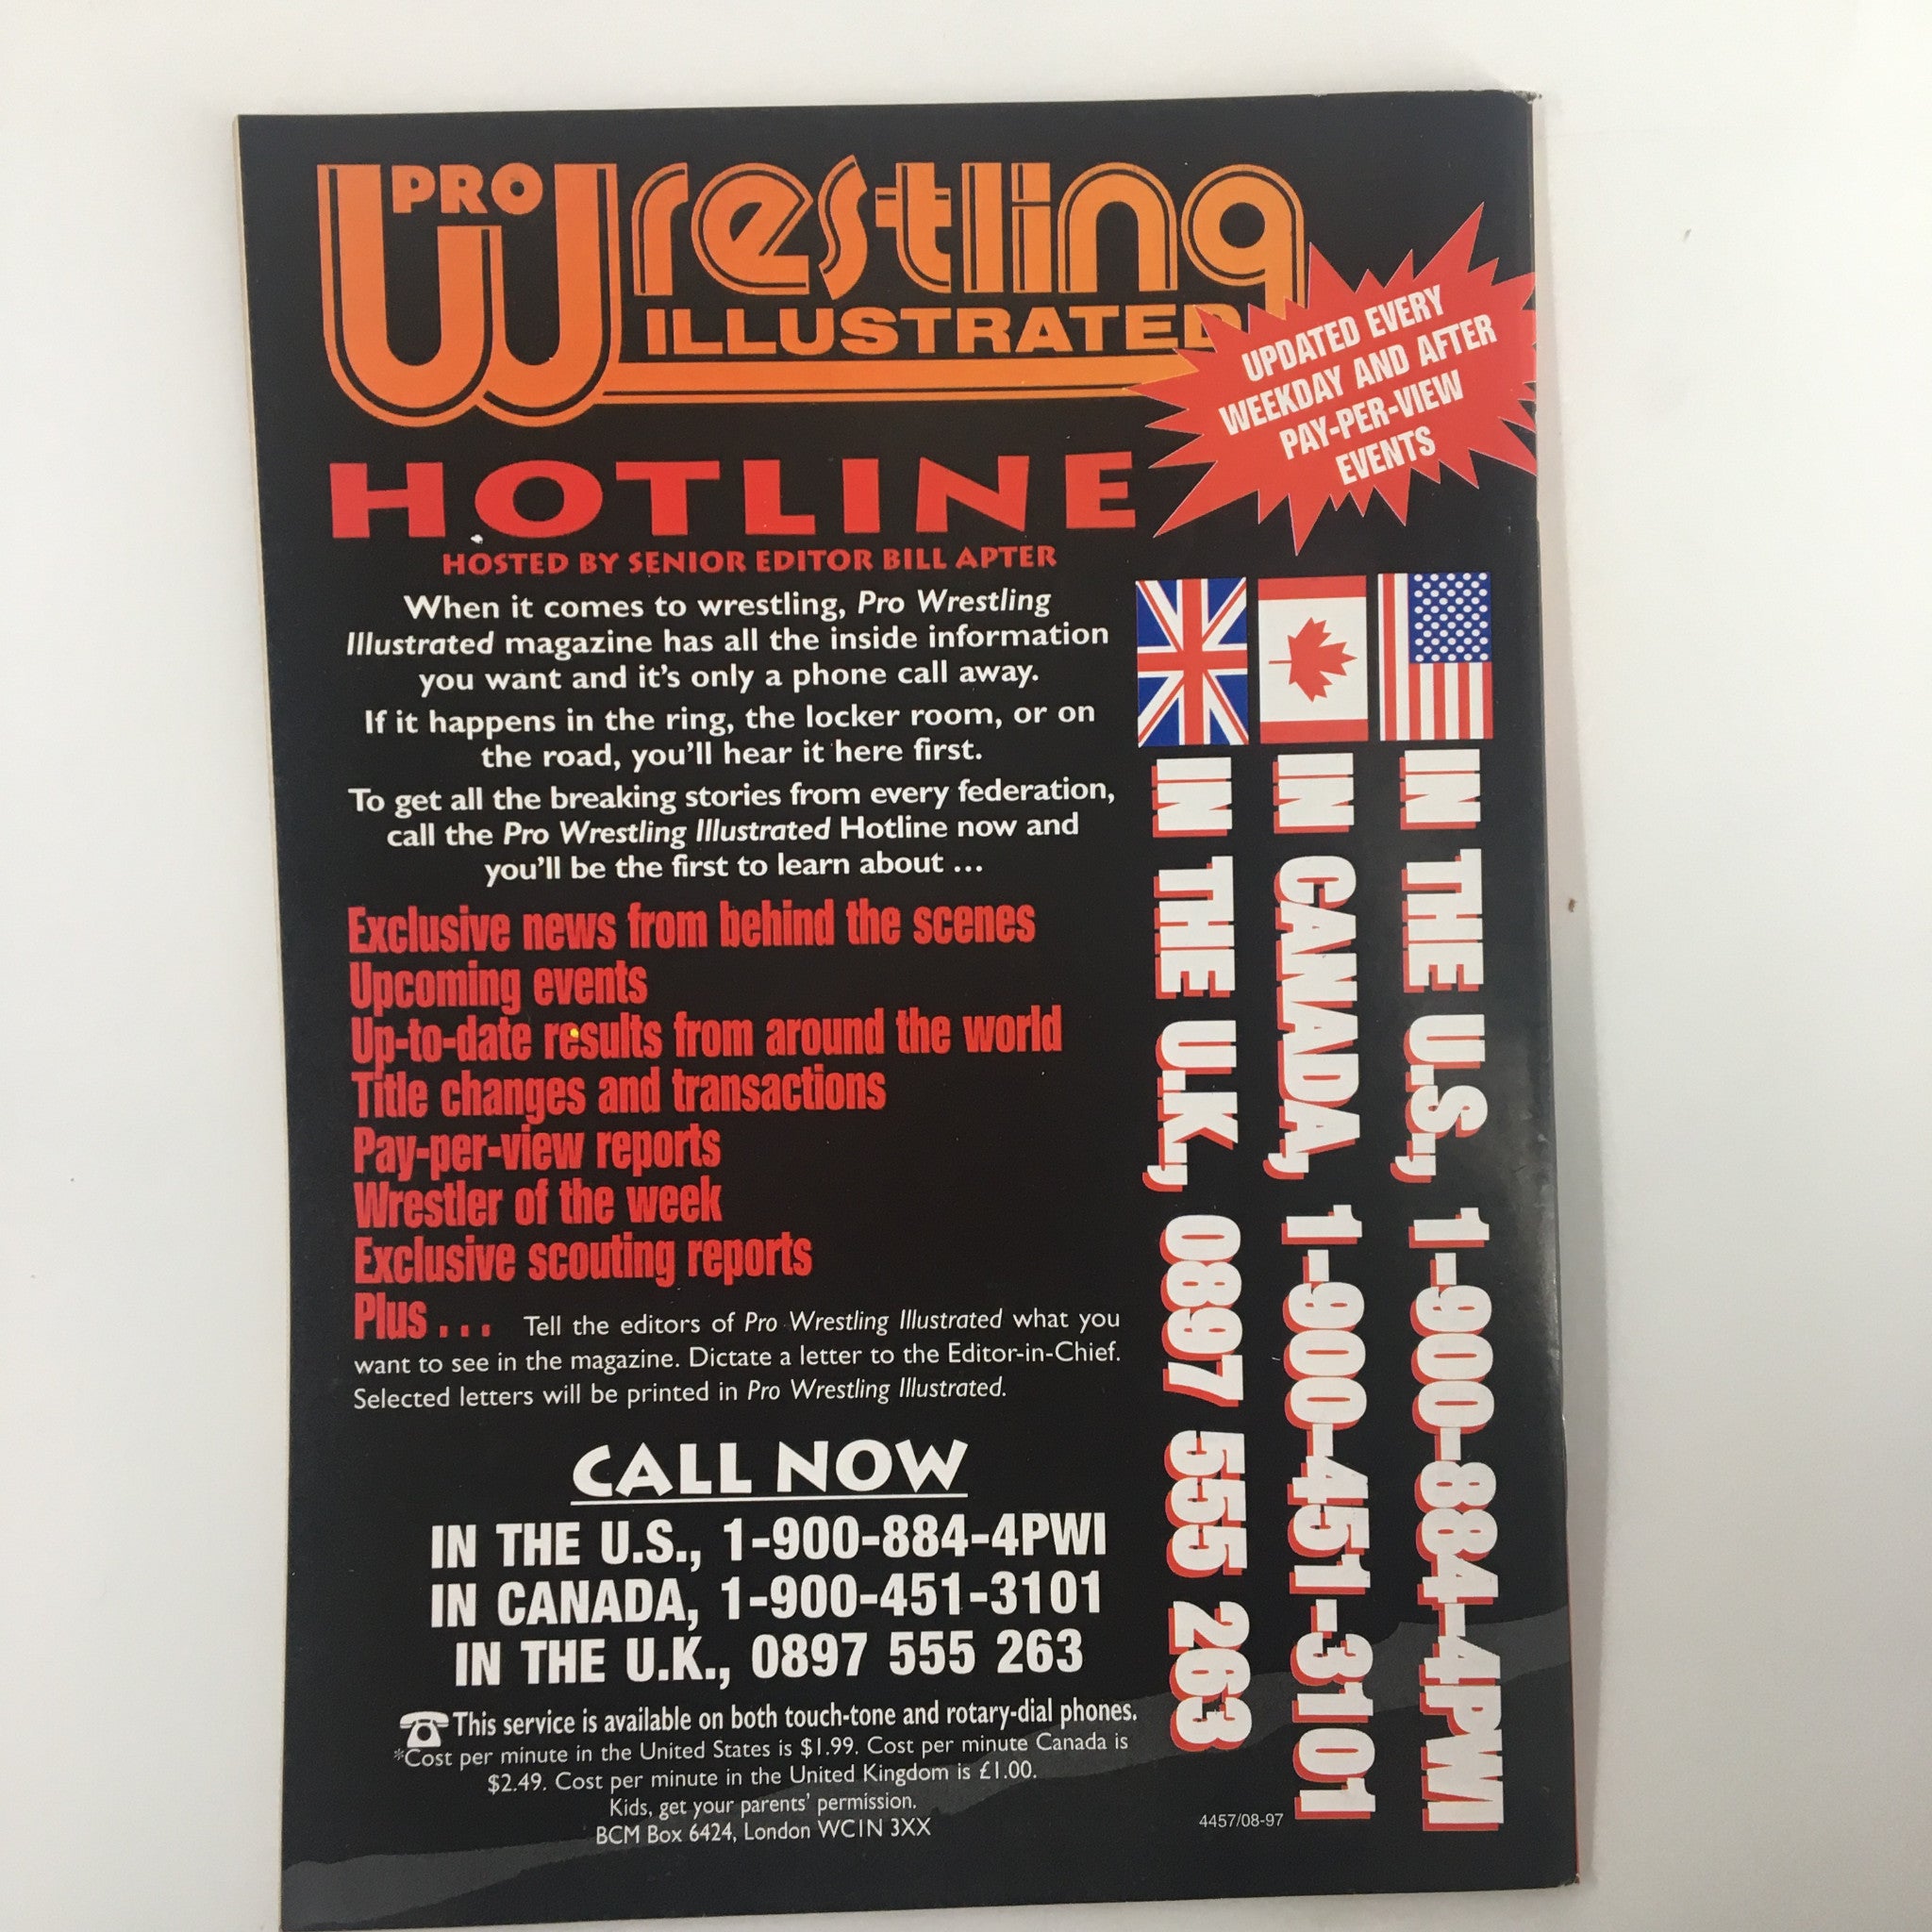 PRO
Wrestling
ILLUSTRATED
UPDATED EVERY
WEEKDAY AND AFTER
PAY-PER-VIEW
EVENTS
HOTLINE
HOSTED BY SENIOR EDITOR BILL APTER
When it comes to wrestling, Pro Wrestling
Illustrated magazine has all the inside information
you want and it's only a phone call away.
If it happens in the ring, the locker room, or on
the road, you'll hear it here first.
To get all the breaking stories from every federation,
call the Pro Wrestling Illustrated Hotline now and
you'll be the first to learn about ...
Exclusive news from behind the scenes
Upcoming events
Up-to-date results from around the world
Title changes and transactions
Pay-per-view reports
Wrestler of the week
Exclusive scouting reports
Plus . . . Tell the editors of Pro Wrestling Illustrated what you
want to see in the magazine. Dictate a letter to the Editor-in-Chief.
Selected letters will be printed in Pro Wrestling Illustrated.
CALL NOW
IN THE U.S., 1-900-884-4PWI
IN CANADA, 1-900-451-3101
IN THE U.K., 0897 555 263
This service is available on both touch-tone and rotary-dial phones.
*Cost per minute in the United States is $1.99. Cost per minute Canada is
$2.49. Cost per minute in the United Kingdom is £1.00.
Kids, get your parents' permission.
BCM Box 6424, London WC1N 3XX
4457/08-97
IN THE U.S., 1-900-884-4PWI
IN CANADA, 1-900-451-3101
IN THE U.K., 0897 555 263